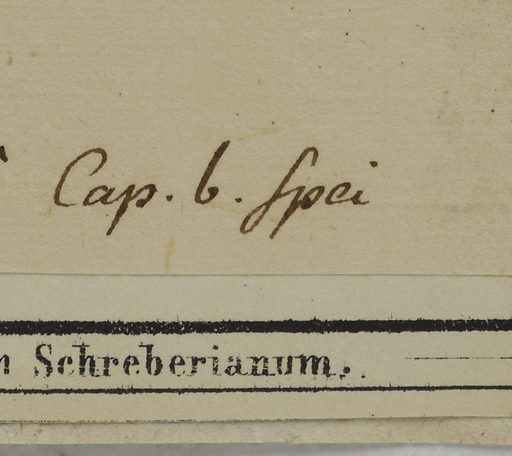 Cap. b. Spei
Schreberianum.